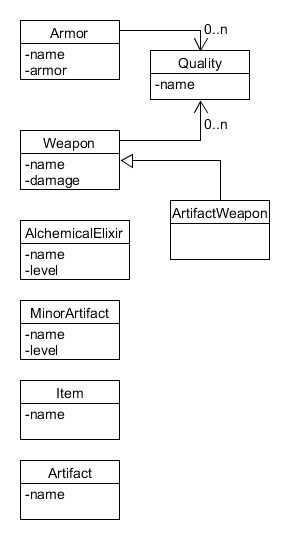 Armor
-name
-armor
0..n
Quality
-name
0..n
Weapon
-name
-damage
ArtifactWeapon
AlchemicalElixir
-name
-level
MinorArtifact
-name
-level
Item
-name
Artifact
-name